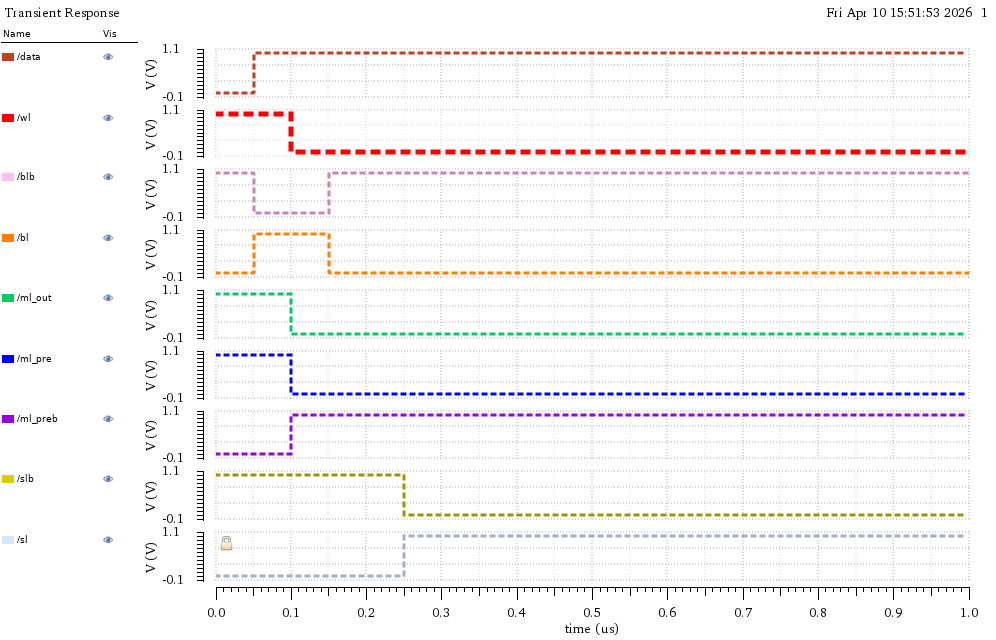 Transient Response
Fri Apr 10 15:51:53 2026 1
Name Vis
/data
1.1
V (V)
-0.1
/wl
1.1
V (V)
-0.1
/blb
1.1
V (V)
-0.1
/bl
1.1
V (V)
-0.1
/ml_out
1.1
V (V)
-0.1
/ml_pre
1.1
V (V)
-0.1
/ml_preb
1.1
V (V)
-0.1
/slb
1.1
V (V)
-0.1
/sl
1.1
V (V)
-0.1
0.0 0.1 0.2 0.3 0.4 0.5 0.6 0.7 0.8 0.9 1.0
time (us)